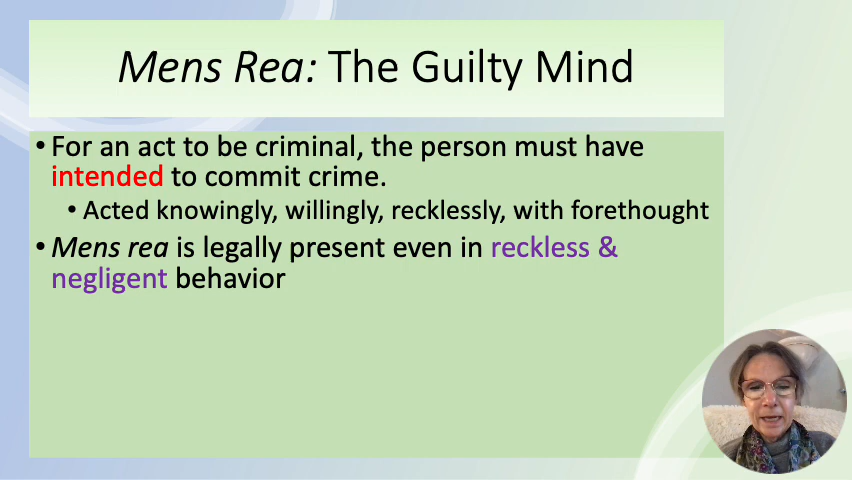 Mens Rea: The Guilty Mind
• For an act to be criminal, the person must have
intended to commit crime.
• Acted knowingly, willingly, recklessly, with forethought
• Mens rea is legally present even in reckless &
negligent behavior